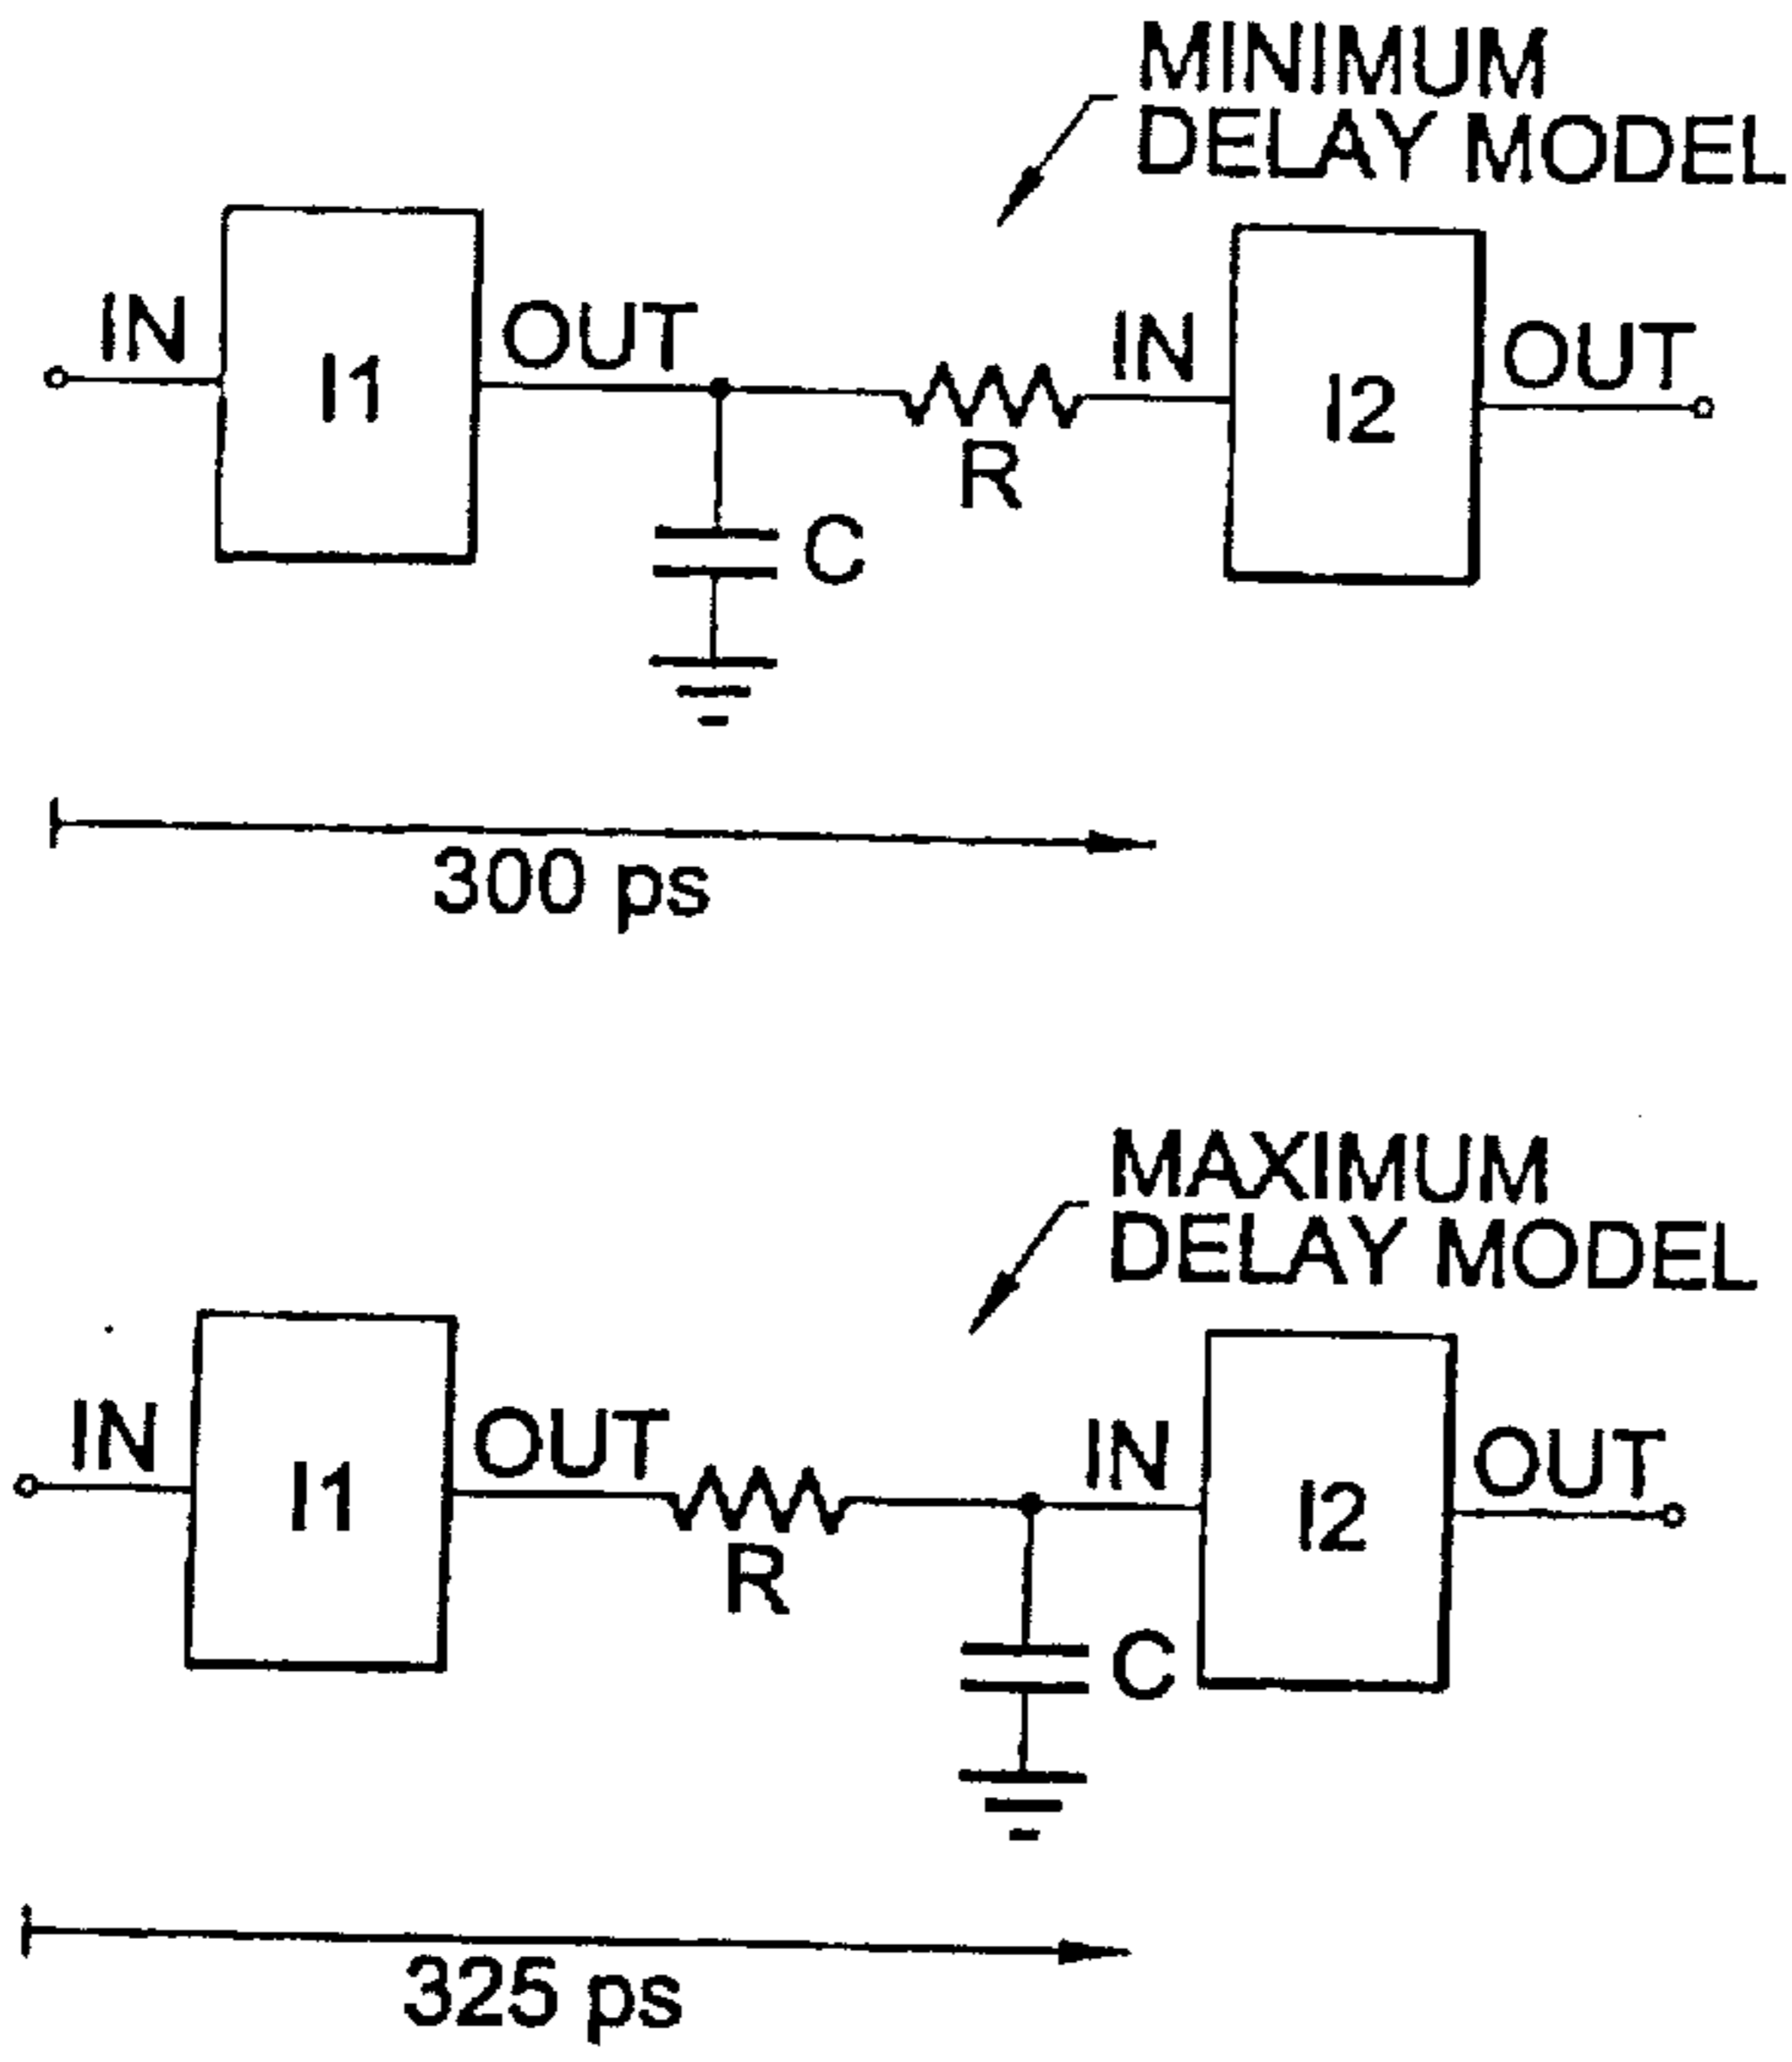 MINIMUM
DELAY MODEL
IN
I1
OUT
R
C
IN
I2
OUT
300 ps
MAXIMUM
DELAY MODEL
IN
I1
OUT
R
C
IN
I2
OUT
325 ps